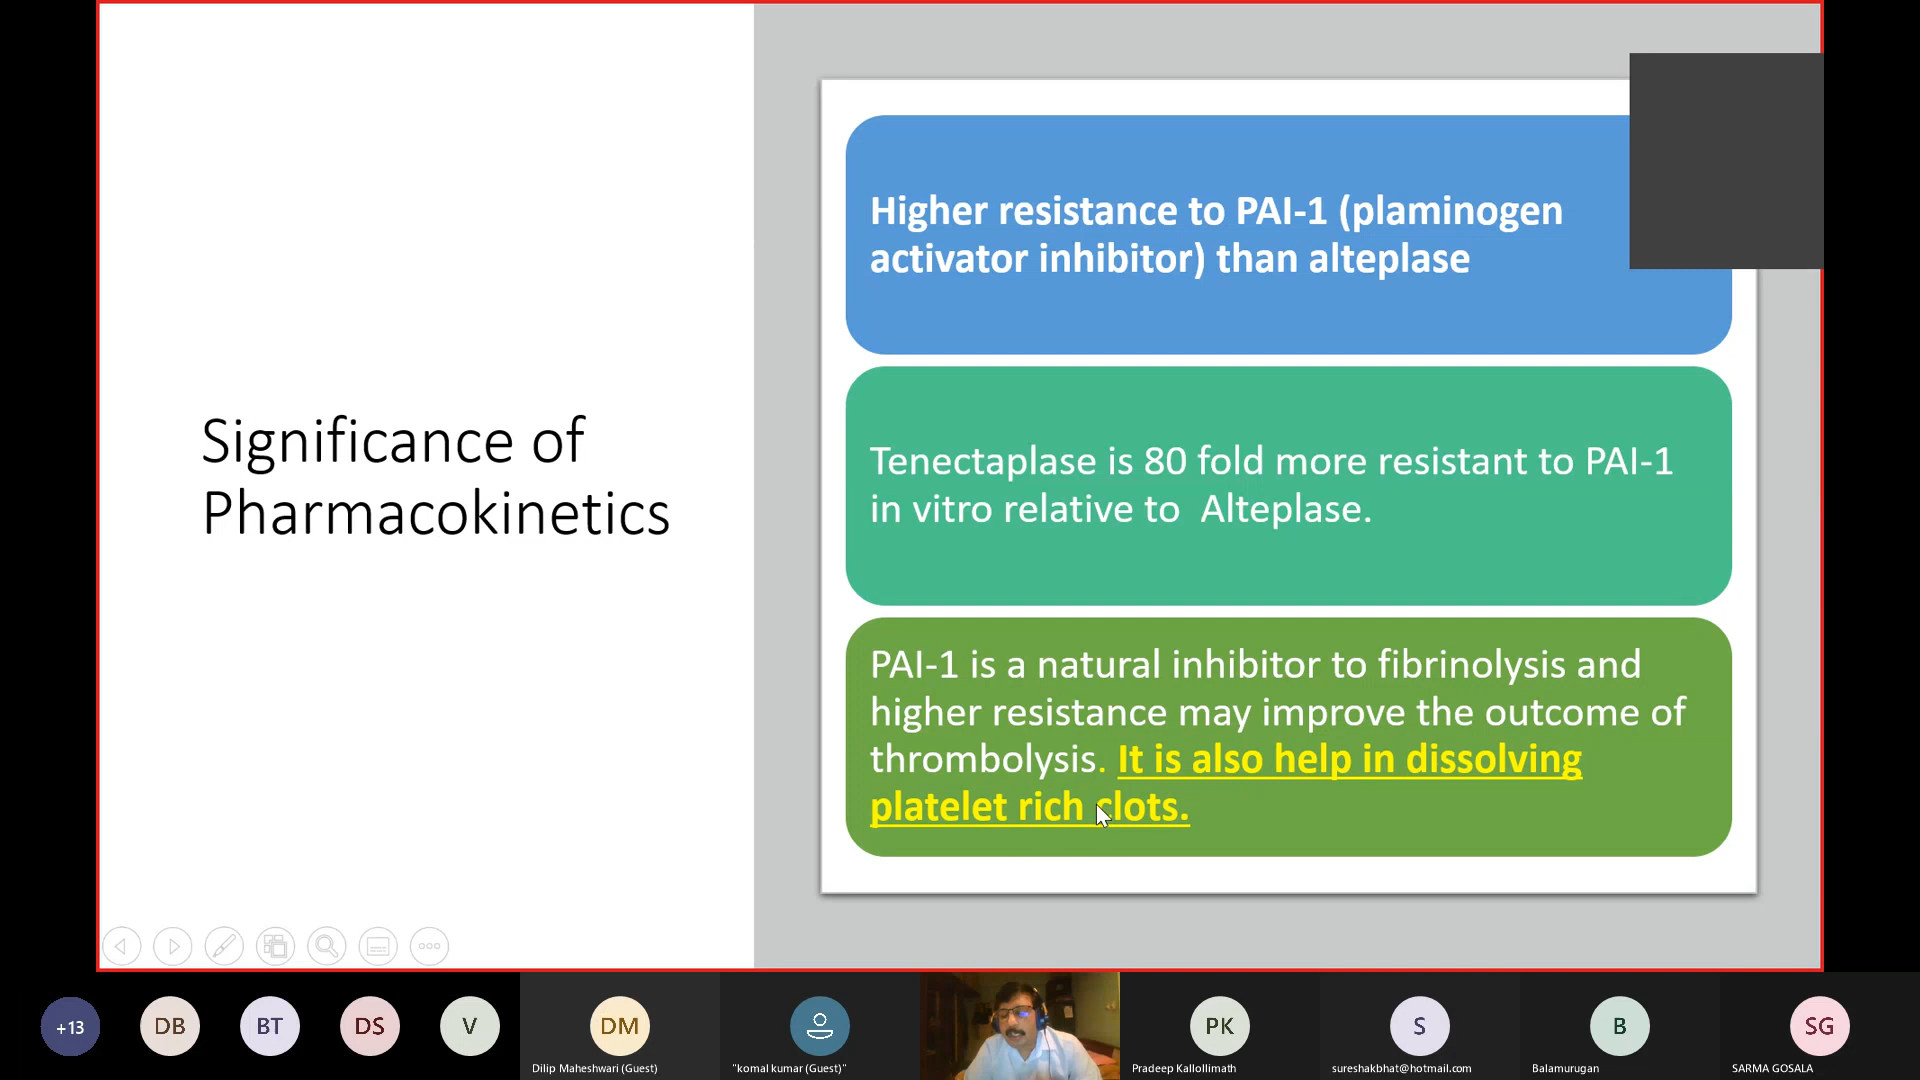 Significance of
Pharmacokinetics
Higher resistance to PAI-1 (plaminogen
activator inhibitor) than alteplase
Tenectaplase is 80 fold more resistant to PAI-1
in vitro relative to  Alteplase.
PAI-1 is a natural inhibitor to fibrinolysis and
higher resistance may improve the outcome of
thrombolysis. It is also help in dissolving
platelet rich clots.
+13
DB
BT
DS
V
DM
Dilip Maheshwari (Guest)
"komal kumar (Guest)"
PK
Pradeep Kallollimath
S
sureshakbhat@hotmail.com
B
Balamurugan
SG
SARMA GOSALA